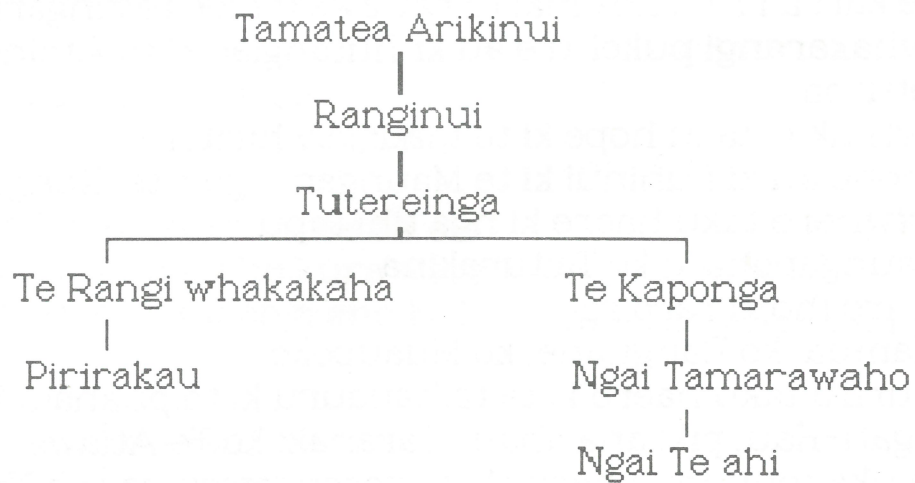 Tamatea Arikinui
Ranginui
Tutereinga
Te Rangi whakakaha Te Kaponga
Pirirakau Ngai Tamarawaho
Ngai Te ahi